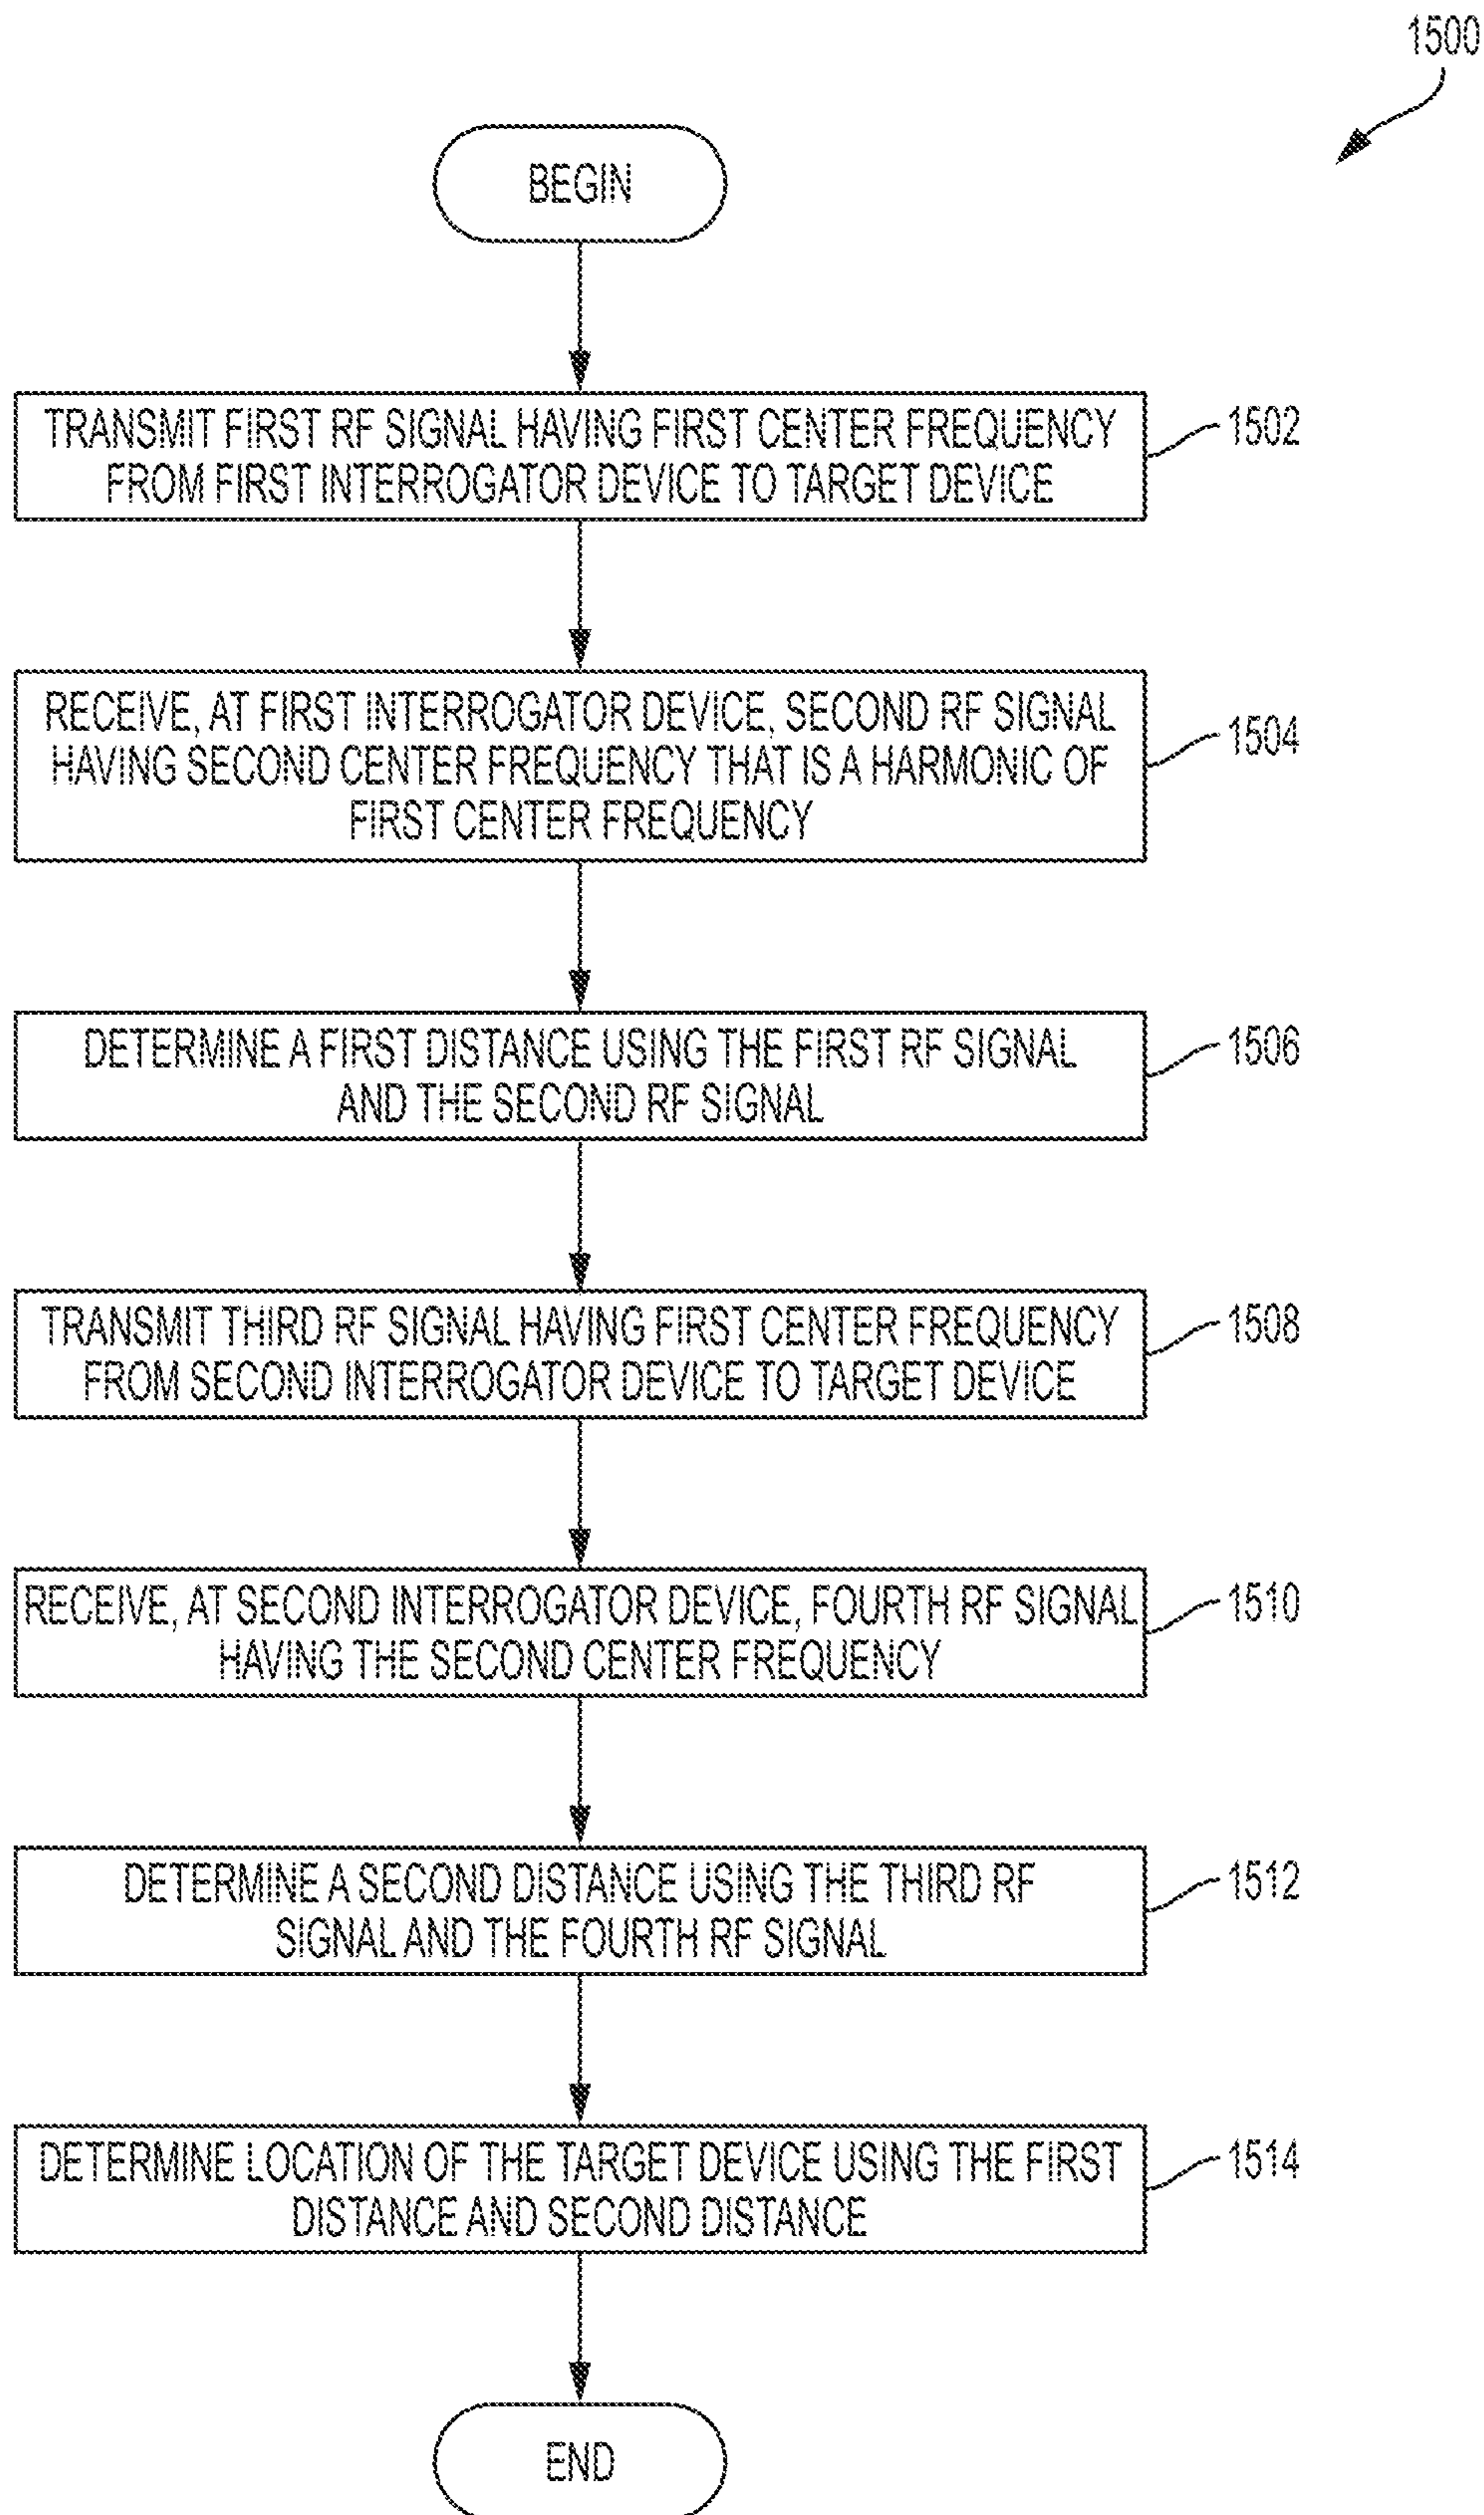 1500
BEGIN
TRANSMIT FIRST RF SIGNAL HAVING FIRST CENTER FREQUENCY
FROM FIRST INTERROGATOR DEVICE TO TARGET DEVICE
1502
RECEIVE, AT FIRST INTERROGATOR DEVICE, SECOND RF SIGNAL
HAVING SECOND CENTER FREQUENCY THAT IS A HARMONIC OF
FIRST CENTER FREQUENCY
1504
DETERMINE A FIRST DISTANCE USING THE FIRST RF SIGNAL
AND THE SECOND RF SIGNAL
1506
TRANSMIT THIRD RF SIGNAL HAVING FIRST CENTER FREQUENCY
FROM SECOND INTERROGATOR DEVICE TO TARGET DEVICE
1508
RECEIVE, AT SECOND INTERROGATOR DEVICE, FOURTH RF SIGNAL
HAVING THE SECOND CENTER FREQUENCY
1510
DETERMINE A SECOND DISTANCE USING THE THIRD RF
SIGNAL AND THE FOURTH RF SIGNAL
1512
DETERMINE LOCATION OF THE TARGET DEVICE USING THE FIRST
DISTANCE AND SECOND DISTANCE
1514
END